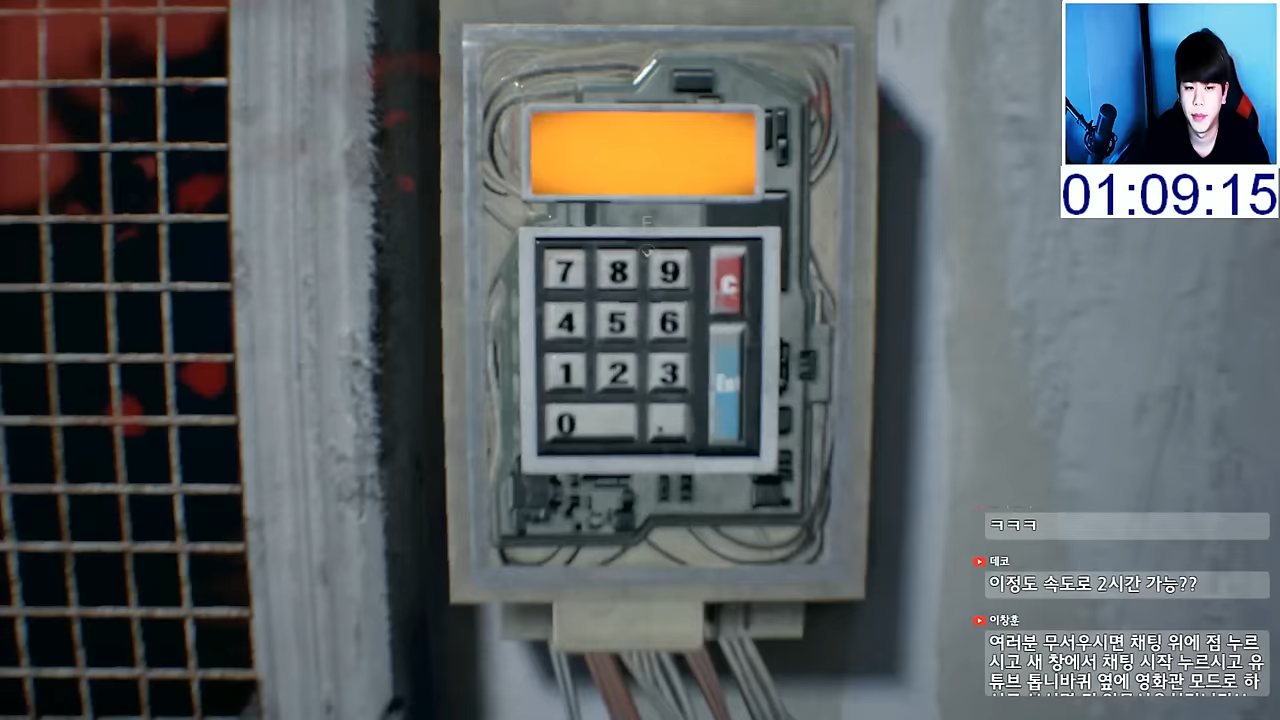 01:09:15
E
7 8 9 C
4 5 6
1 2 3 Ent
0 .
ㅋㅋㅋ
데코
이정도 속도로 2시간 가능??
이창훈
여러분 무서우시면 채팅 위에 점 누르
시고 새 창에서 채팅 시작 누르시고 유
튜브 톱니바퀴 옆에 영화관 모드로 하